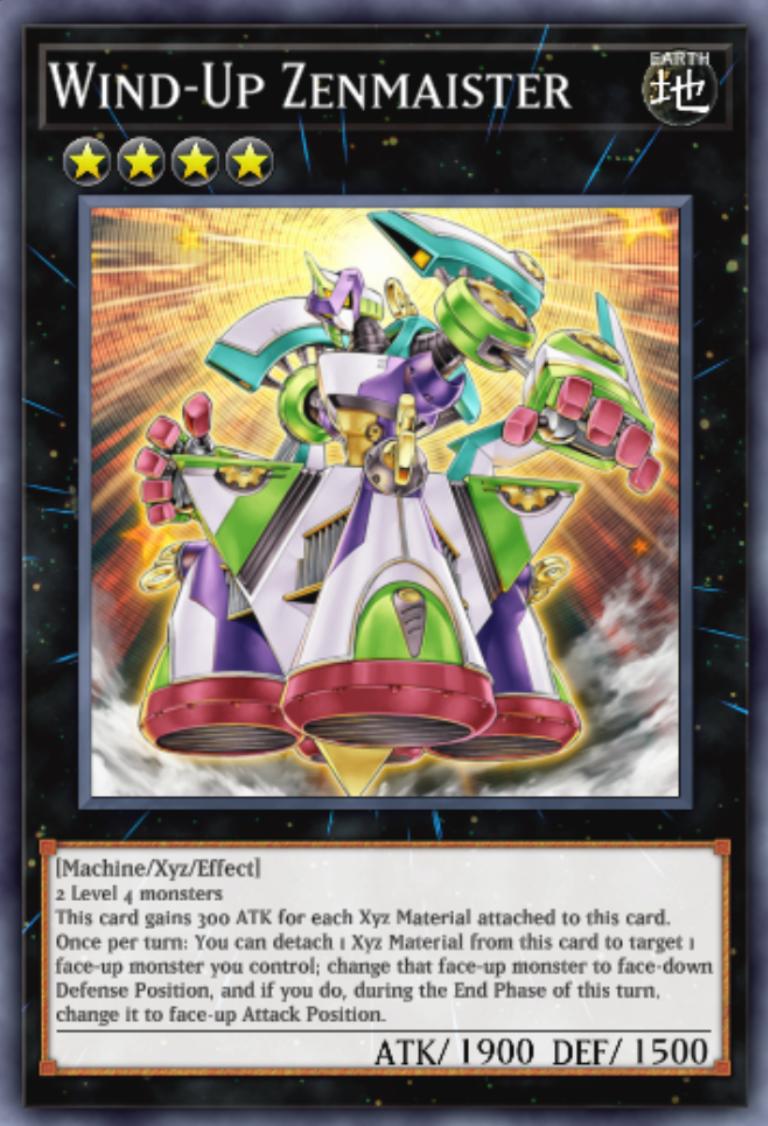 Wind-Up Zenmaister
EARTH
地
[Machine/Xyz/Effect]
2 Level 4 monsters
This card gains 300 ATK for each Xyz Material attached to this card.
Once per turn: You can detach 1 Xyz Material from this card to target 1
face-up monster you control; change that face-up monster to face-down
Defense Position, and if you do, during the End Phase of this turn,
change it to face-up Attack Position.
ATK/ 1900 DEF/ 1500